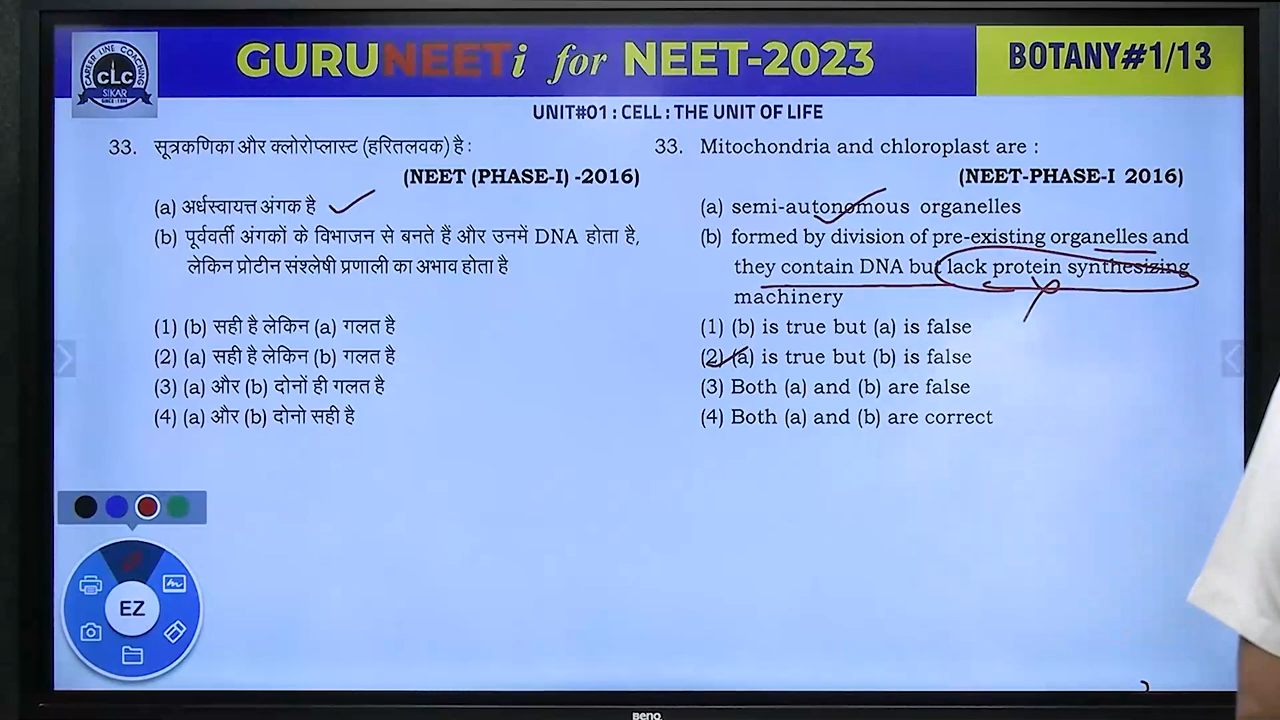 CAREER LINE COACHING
CLC
SIKAR
SINCE : 1996
GURUNEETi for NEET-2023
BOTANY#1/13
UNIT#01 : CELL : THE UNIT OF LIFE
33. सूत्रकणिका और क्लोरोप्लास्ट (हरितलवक) है :
(NEET (PHASE-I) -2016)
(a) अर्धस्वायत्त अंगक है
(b) पूर्ववर्ती अंगकों के विभाजन से बनते हैं और उनमें DNA होता है,
लेकिन प्रोटीन संश्लेषी प्रणाली का अभाव होता है
(1) (b) सही है लेकिन (a) गलत है
(2) (a) सही है लेकिन (b) गलत है
(3) (a) और (b) दोनों ही गलत है
(4) (a) और (b) दोनो सही है
33. Mitochondria and chloroplast are :
(NEET-PHASE-I 2016)
(a) semi-autonomous organelles
(b) formed by division of pre-existing organelles and
they contain DNA but lack protein synthesizing
machinery
(1) (b) is true but (a) is false
(2) (a) is true but (b) is false
(3) Both (a) and (b) are false
(4) Both (a) and (b) are correct
EZ
BenQ